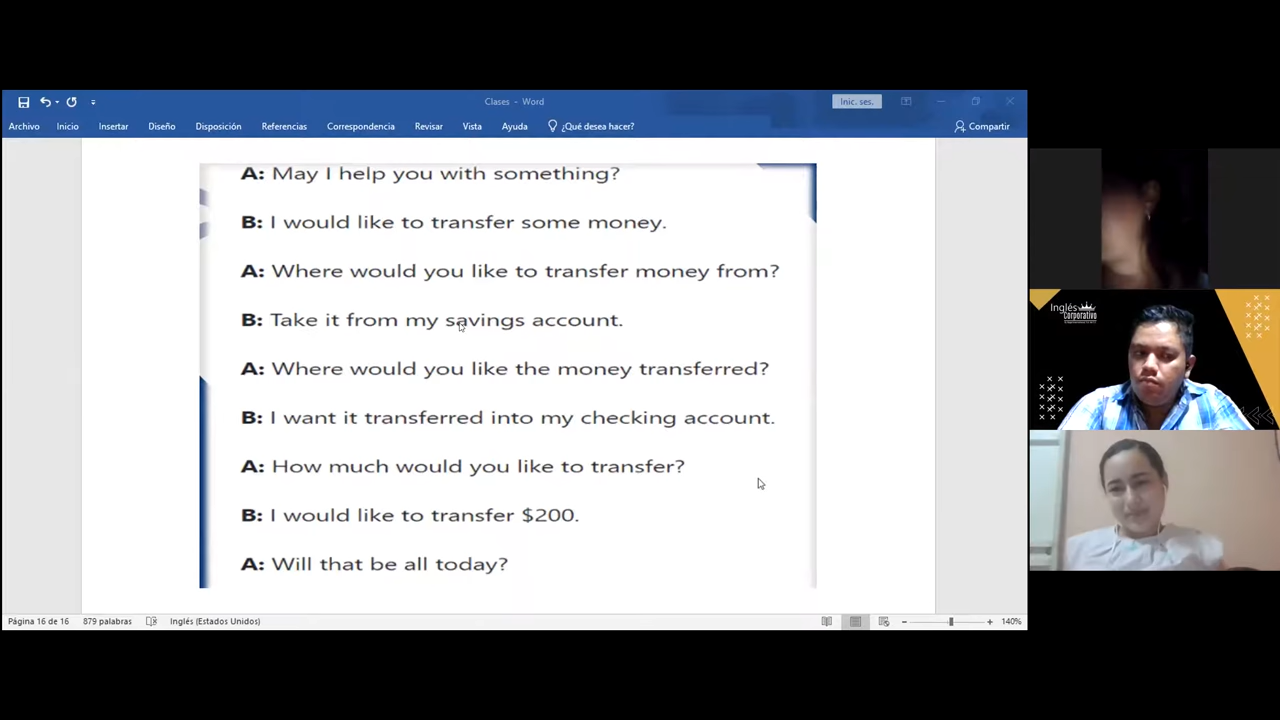 Clases - Word
Inic. ses.
Archivo Inicio Insertar Diseño Disposición Referencias Correspondencia Revisar Vista Ayuda ¿Qué desea hacer? Compartir
A: May I help you with something?
B: I would like to transfer some money.
A: Where would you like to transfer money from?
B: Take it from my savings account.
A: Where would you like the money transferred?
B: I want it transferred into my checking account.
A: How much would you like to transfer?
B: I would like to transfer $200.
A: Will that be all today?
Página 16 de 16 879 palabras Inglés (Estados Unidos) 140%
Inglés
Corporativo